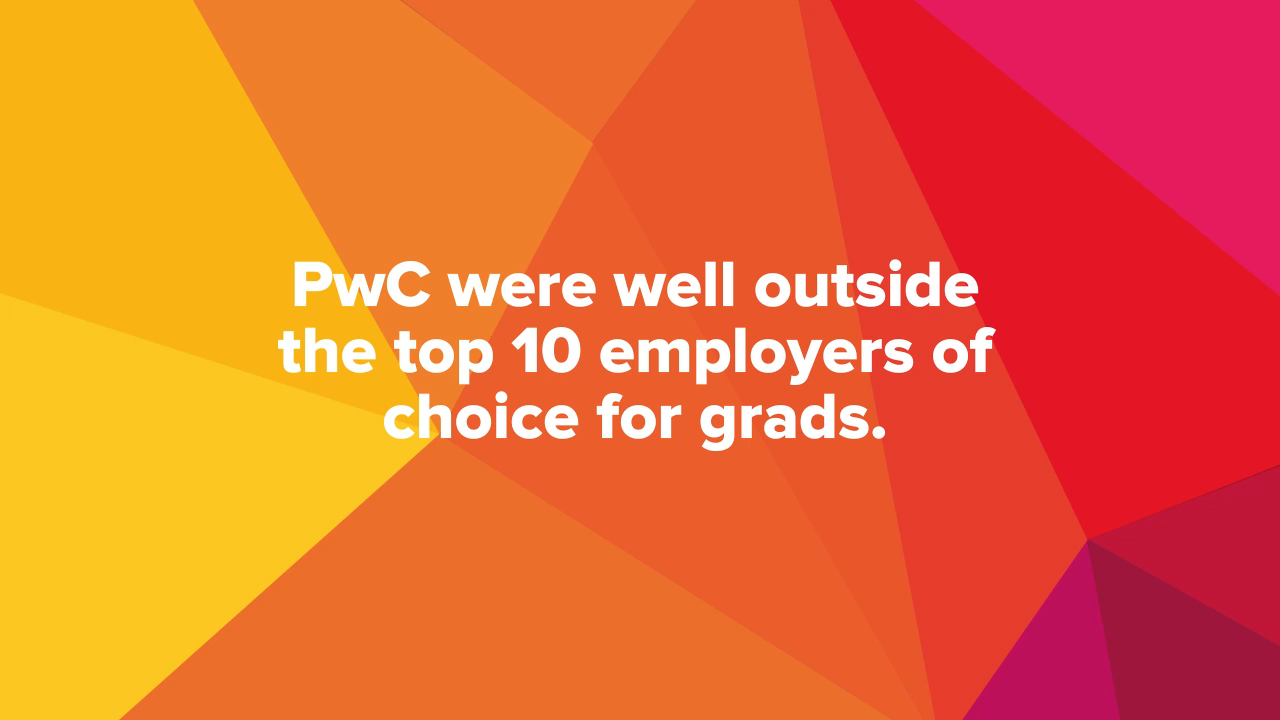 PwC were well outside
the top 10 employers of
choice for grads.